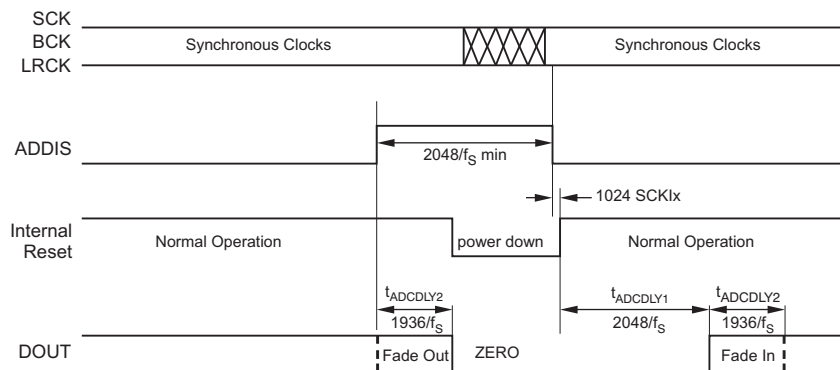 SCK
BCK
LRCK
Synchronous Clocks
Synchronous Clocks
ADDIS
2048/fS min
1024 SCKIx
Internal
Reset
Normal Operation
power down
Normal Operation
tADCDLY2
1936/fS
tADCDLY1
2048/fS
tADCDLY2
1936/fS
DOUT
Fade Out
ZERO
Fade In